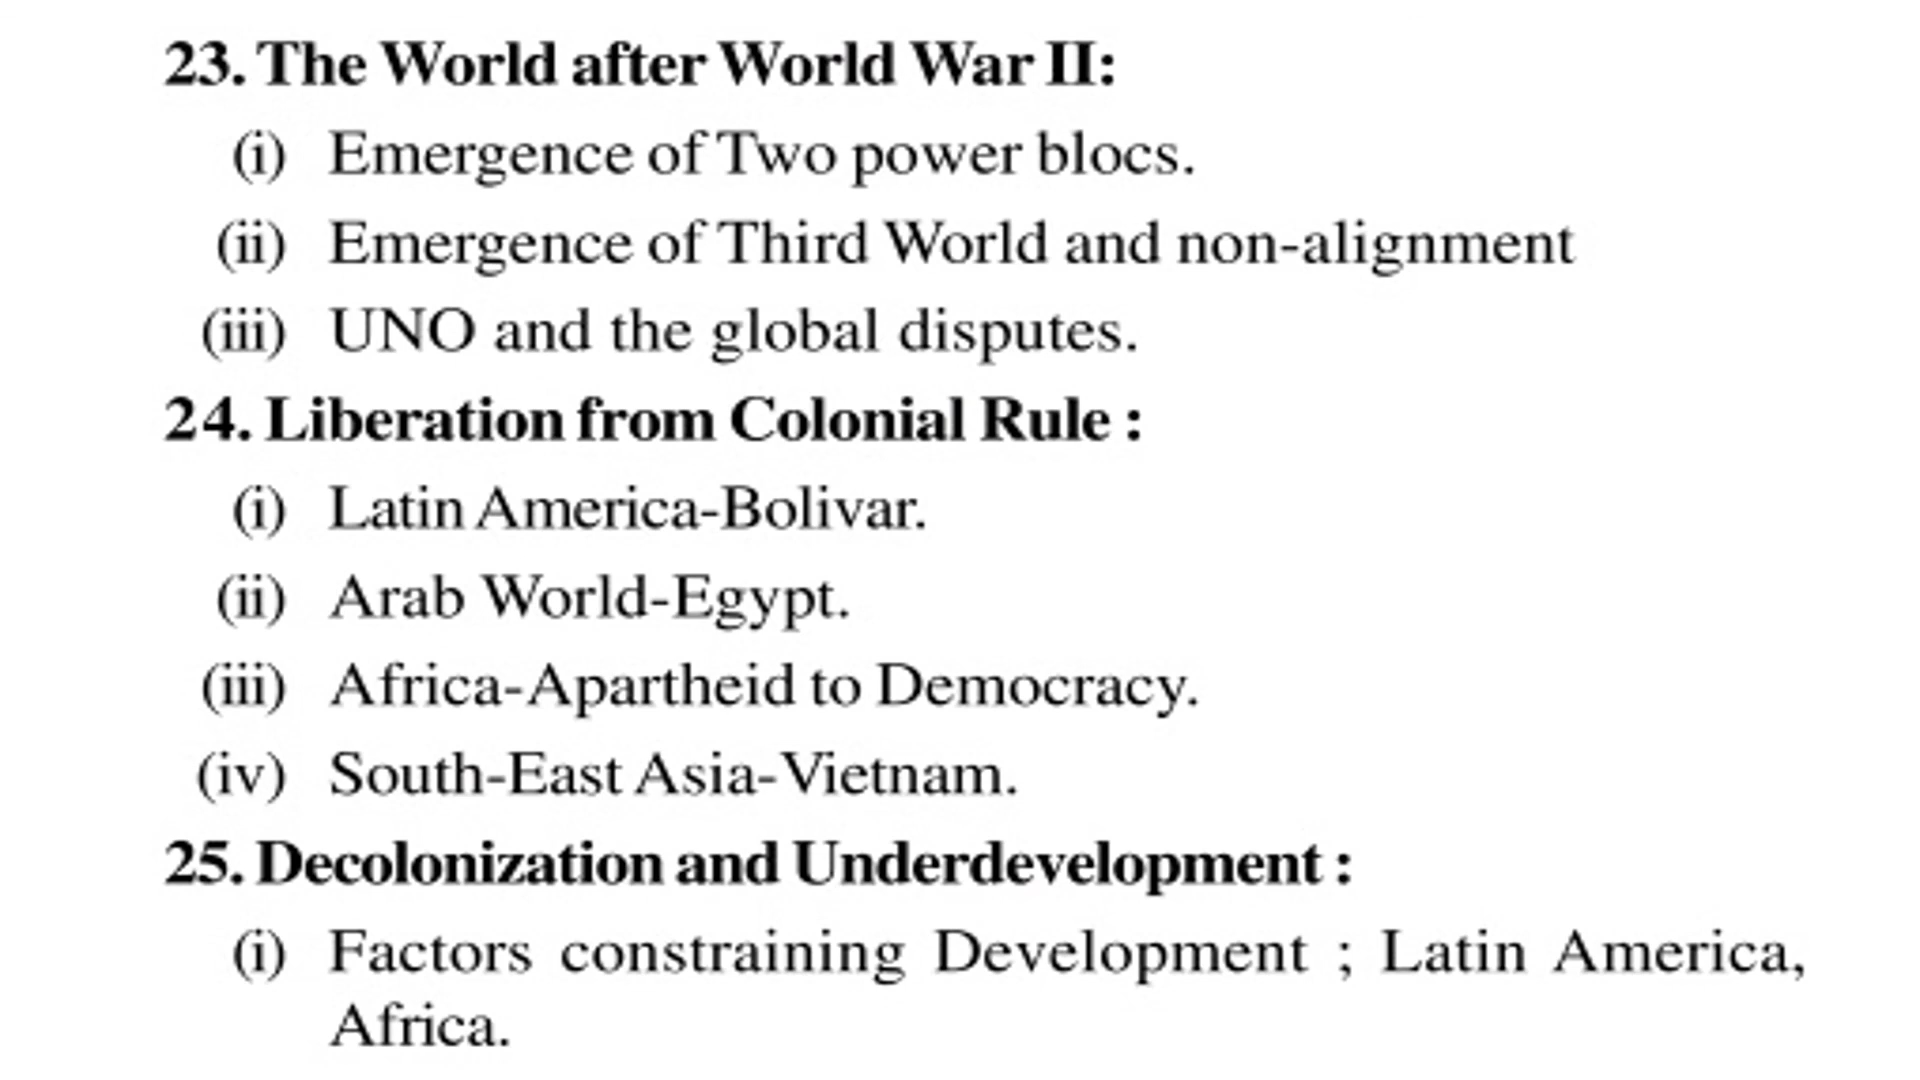 23. The World after World War II:
(i) Emergence of Two power blocs.
(ii) Emergence of Third World and non-alignment
(iii) UNO and the global disputes.
24. Liberation from Colonial Rule :
(i) Latin America-Bolivar.
(ii) Arab World-Egypt.
(iii) Africa-Apartheid to Democracy.
(iv) South-East Asia-Vietnam.
25. Decolonization and Underdevelopment :
(i) Factors constraining Development ; Latin America,
Africa.